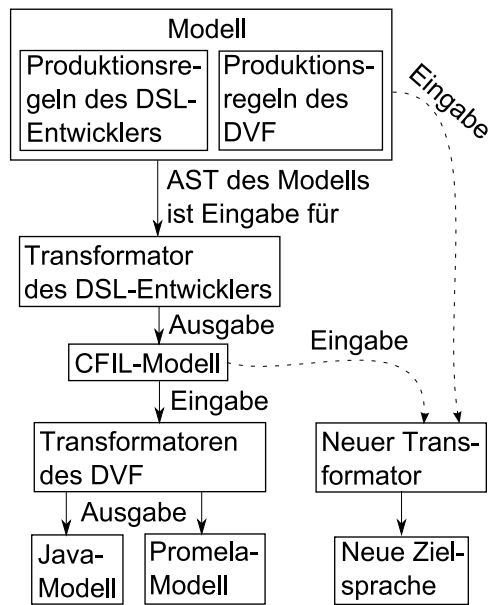 Modell
Produktionsre-
geln des DSL-
Entwicklers
Produktions-
regeln des
DVF
Eingabe
AST des Modells
ist Eingabe für
Transformator
des DSL-Entwicklers
Ausgabe
CFIL-Modell
Eingabe
Eingabe
Transformatoren
des DVF
Neuer Trans-
formator
Ausgabe
Java-
Modell
Promela-
Modell
Neue Ziel-
sprache